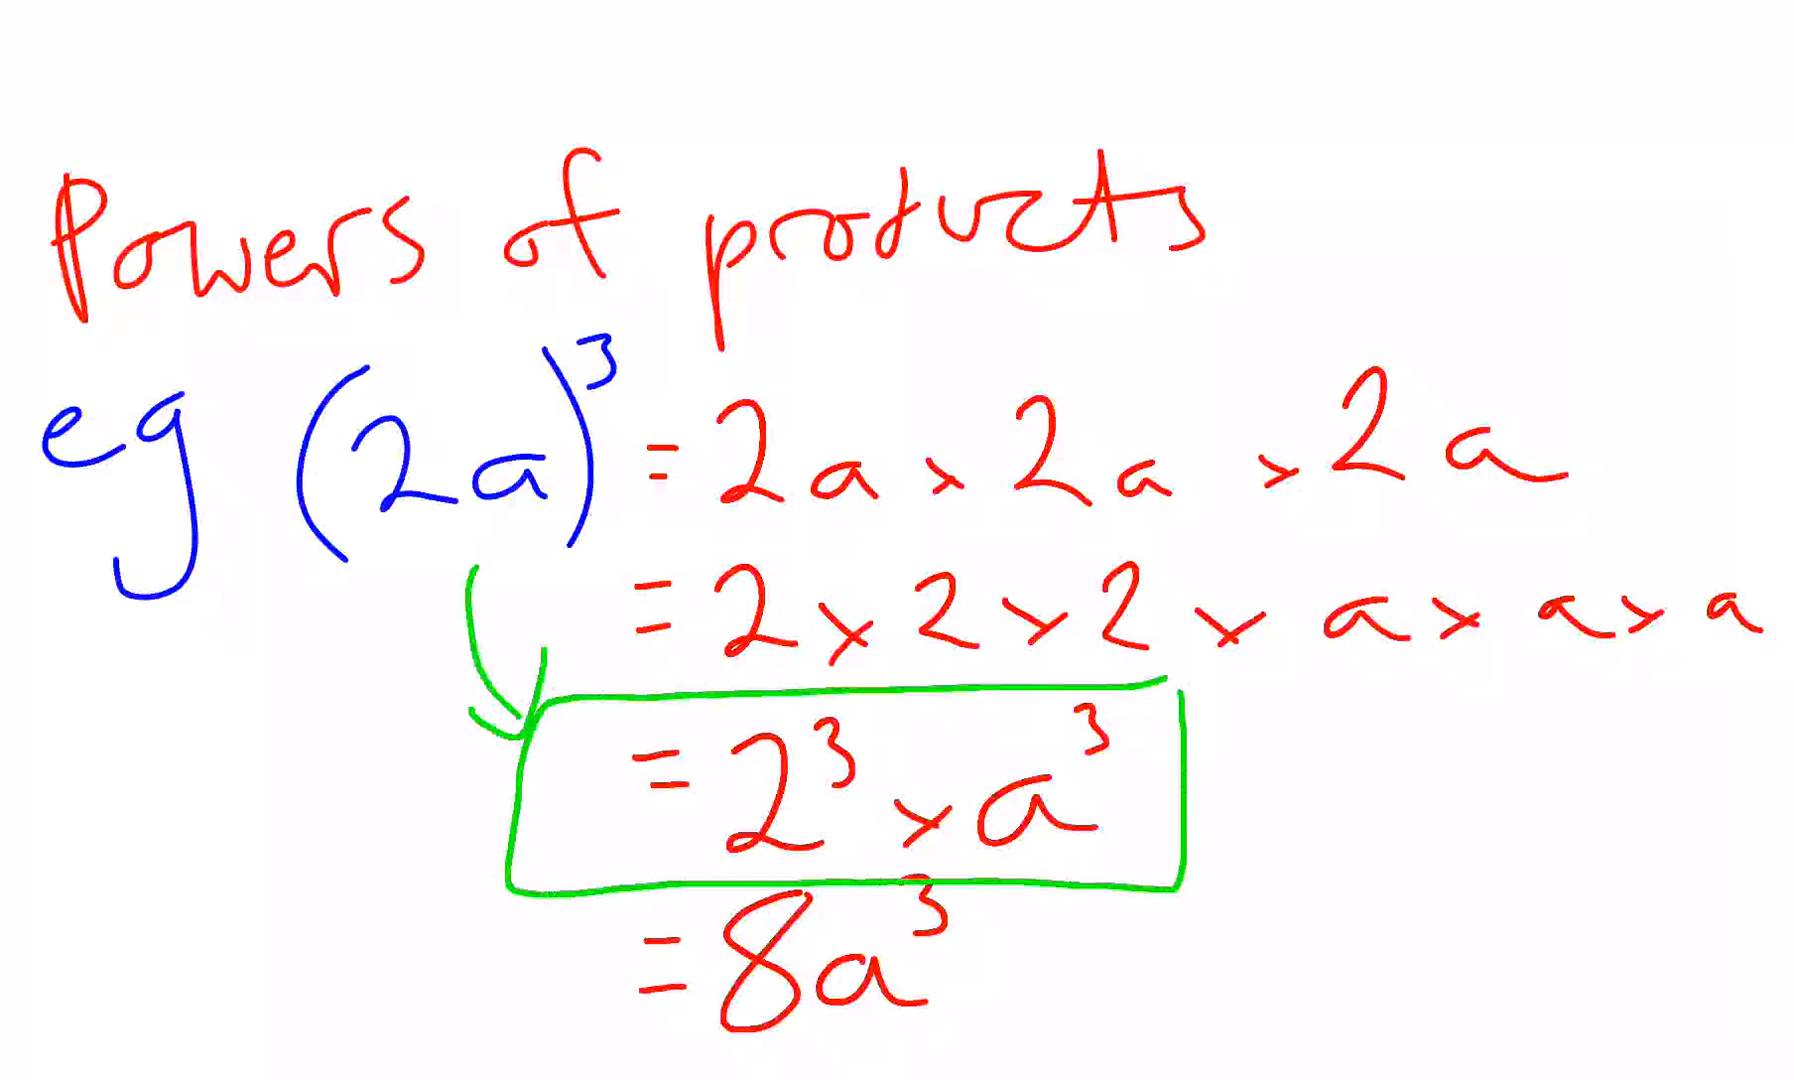 Powers of products
eg (2a)³ = 2a × 2a × 2a
= 2 × 2 × 2 × a × a × a
= 2³ × a³
= 8a³